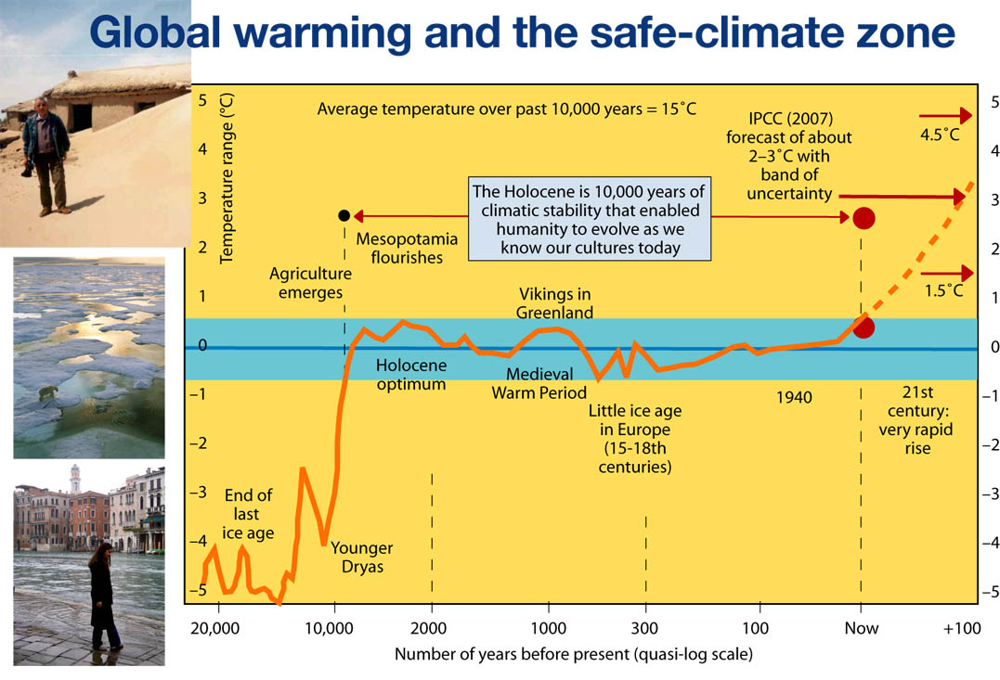 Global warming and the safe-climate zone
Temperature range (°C)
5
4
3
2
1
0
–1
–2
–3
–4
–5
Average temperature over past 10,000 years = 15˚C
IPCC (2007)
forecast of about
2–3˚C with
band of
uncertainty
4.5˚C
1.5˚C
The Holocene is 10,000 years of
climatic stability that enabled
humanity to evolve as we
know our cultures today
Mesopotamia
flourishes
Agriculture
emerges
Vikings in
Greenland
Holocene
optimum
Medieval
Warm Period
Little ice age
in Europe
(15-18th
centuries)
1940
21st
century:
very rapid
rise
End of
last
ice age
Younger
Dryas
5
4
3
2
1
0
–1
–2
–3
–4
–5
20,000 10,000 2000 1000 300 100 Now +100
Number of years before present (quasi-log scale)